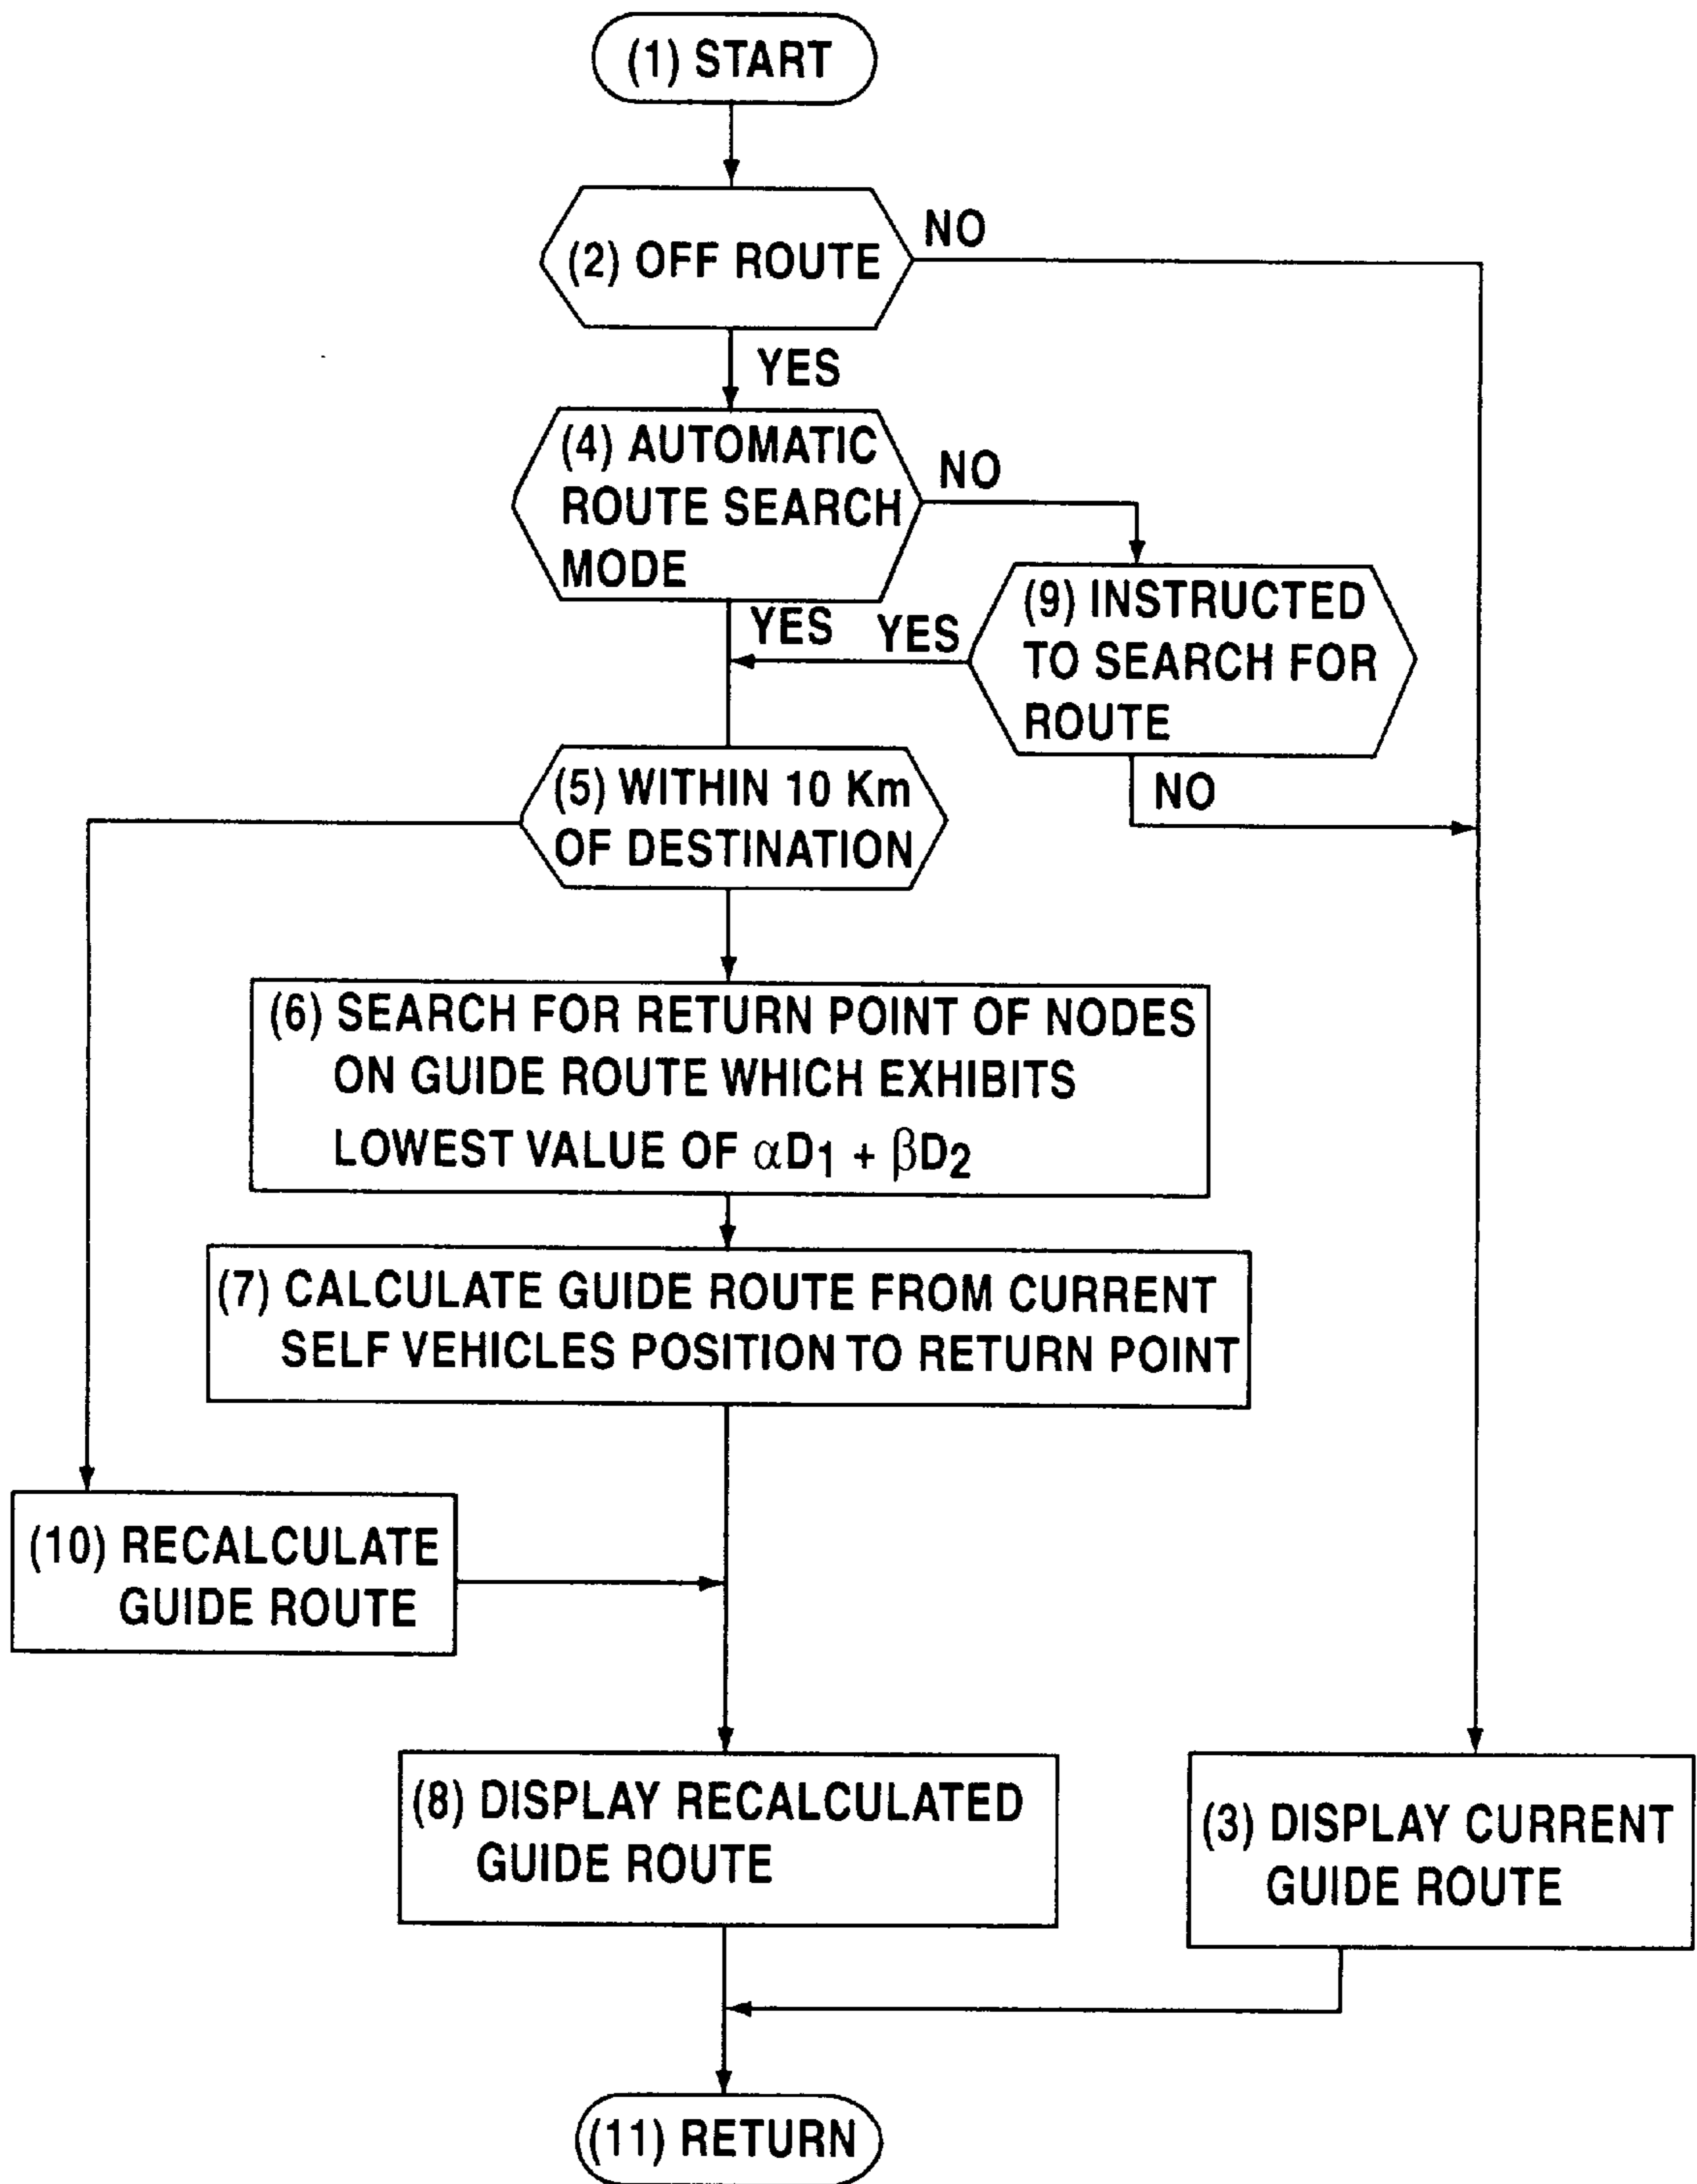 (1) START
(2) OFF ROUTE
NO
YES
(4) AUTOMATIC
ROUTE SEARCH
MODE
NO
YES
YES
(9) INSTRUCTED
TO SEARCH FOR
ROUTE
NO
(5) WITHIN 10 Km
OF DESTINATION
(6) SEARCH FOR RETURN POINT OF NODES
ON GUIDE ROUTE WHICH EXHIBITS
LOWEST VALUE OF αD1 + βD2
(7) CALCULATE GUIDE ROUTE FROM CURRENT
SELF VEHICLES POSITION TO RETURN POINT
(10) RECALCULATE
GUIDE ROUTE
(8) DISPLAY RECALCULATED
GUIDE ROUTE
(3) DISPLAY CURRENT
GUIDE ROUTE
(11) RETURN